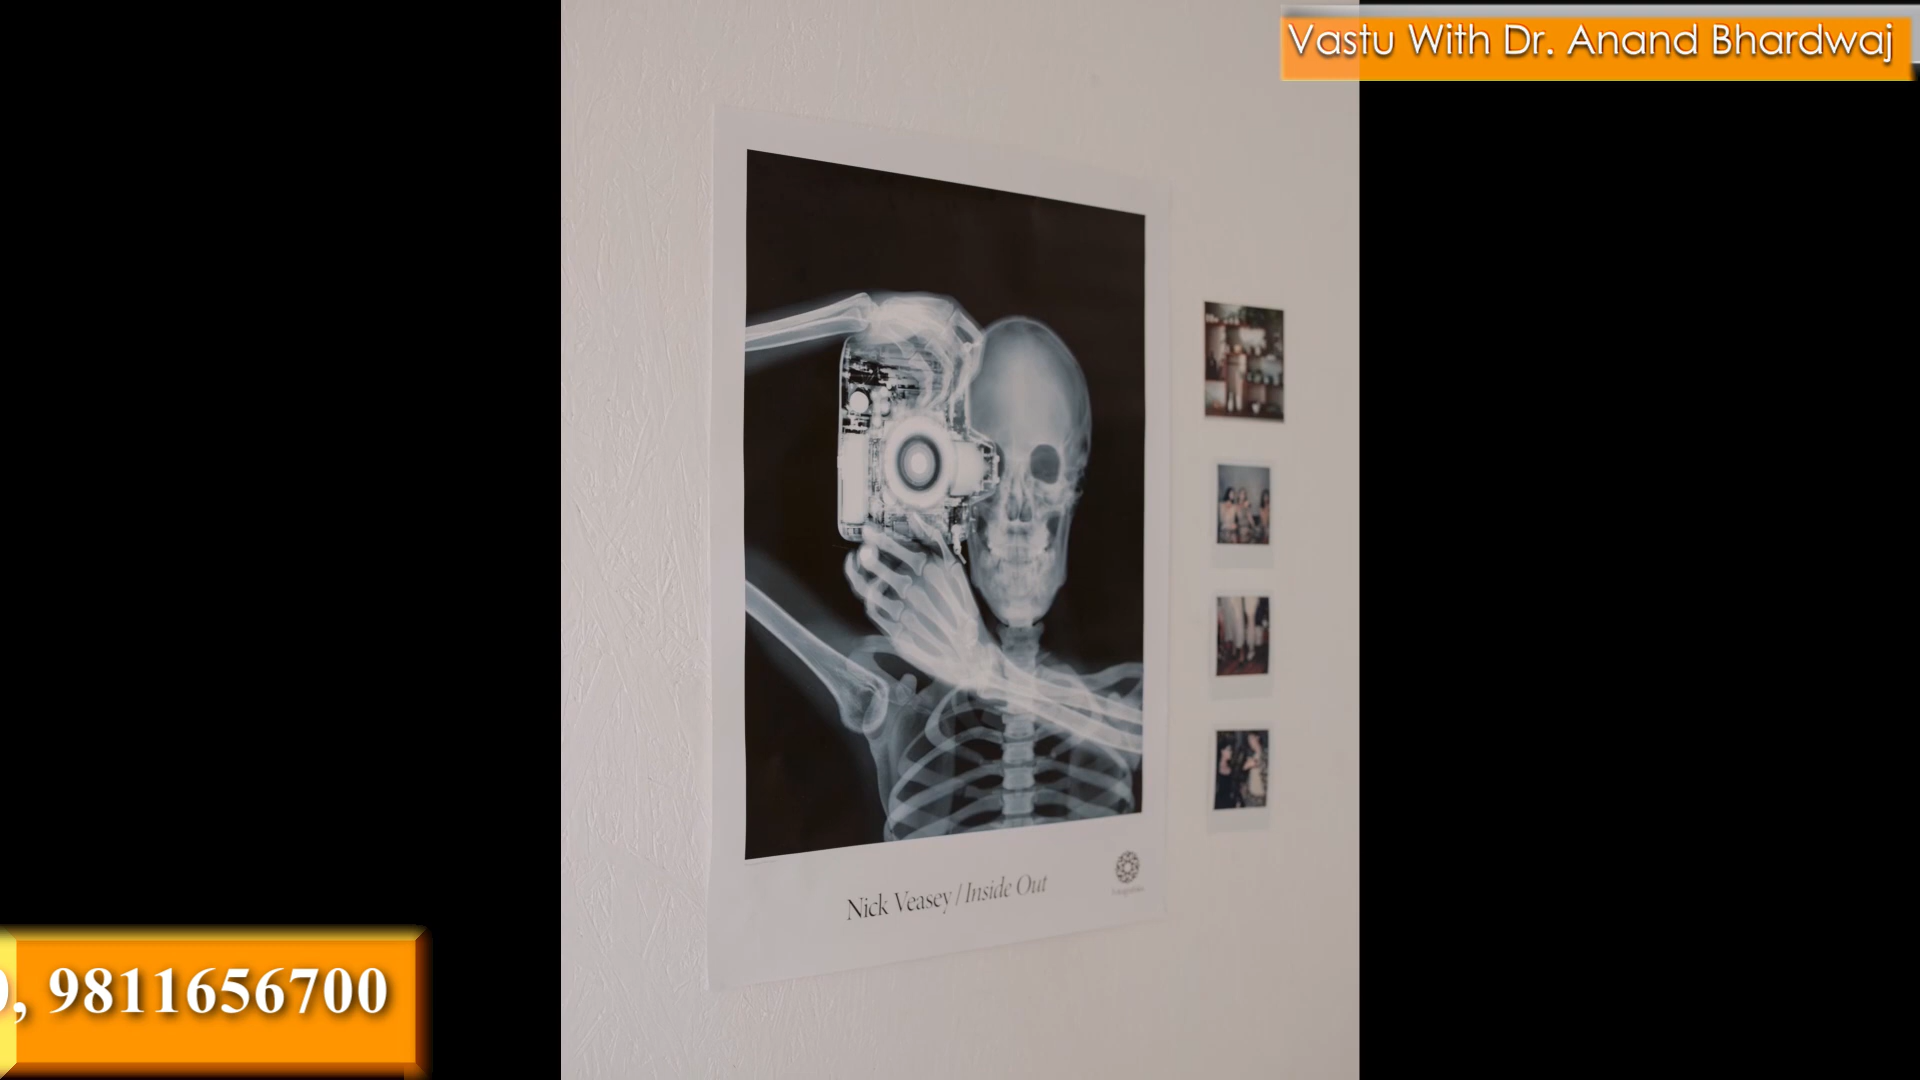 Vastu With Dr. Anand Bhardwaj
Nick Veasey / Inside Out
, 9811656700